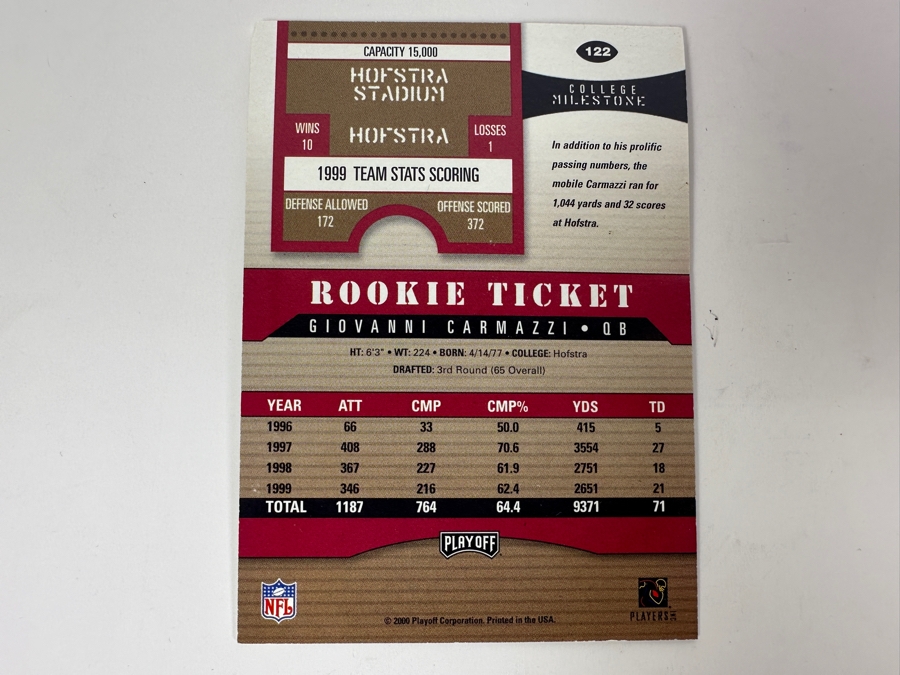 CAPACITY 15,000
HOFSTRA
STADIUM
WINS
10
HOFSTRA
LOSSES
1
1999 TEAM STATS SCORING
DEFENSE ALLOWED
172
OFFENSE SCORED
372
122
COLLEGE
MILESTONE
In addition to his prolific
passing numbers, the
mobile Carmazzi ran for
1,044 yards and 32 scores
at Hofstra.
ROOKIE TICKET
GIOVANNI CARMAZZI • QB
HT: 6'3" • WT: 224 • BORN: 4/14/77 • COLLEGE: Hofstra
DRAFTED: 3rd Round (65 Overall)
YEAR ATT CMP CMP% YDS TD
1996 66 33 50.0 415 5
1997 408 288 70.6 3554 27
1998 367 227 61.9 2751 18
1999 346 216 62.4 2651 21
TOTAL 1187 764 64.4 9371 71
PLAYOFF
NFL
PLAYERS INC
© 2000 Playoff Corporation. Printed in the USA.